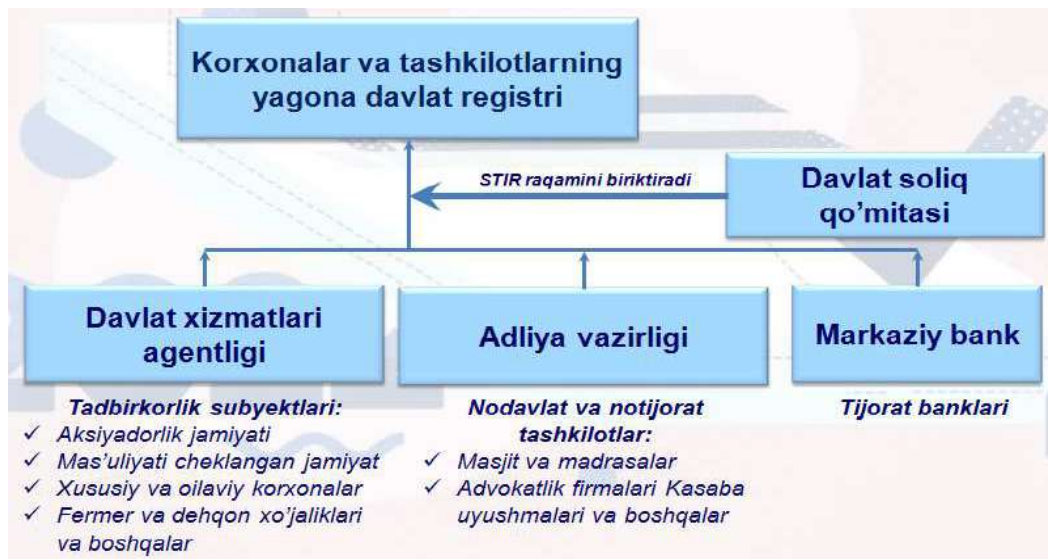 Korxonalar va tashkilotlarning
yagona davlat registri
STIR raqamini biriktiradi
Davlat soliq
qo'mitasi
Davlat xizmatlari
agentligi
Adliya vazirligi
Markaziy bank
Tadbirkorlik subyektlari:
✓ Aksiyadorlik jamiyati
✓ Mas'uliyati cheklangan jamiyat
✓ Xususiy va oilaviy korxonalar
✓ Fermer va dehqon xo'jaliklari
va boshqalar
Nodavlat va notijorat
tashkilotlar:
✓ Masjit va madrasalar
✓ Advokatlik firmalari Kasaba
uyushmalari va boshqalar
Tijorat banklari